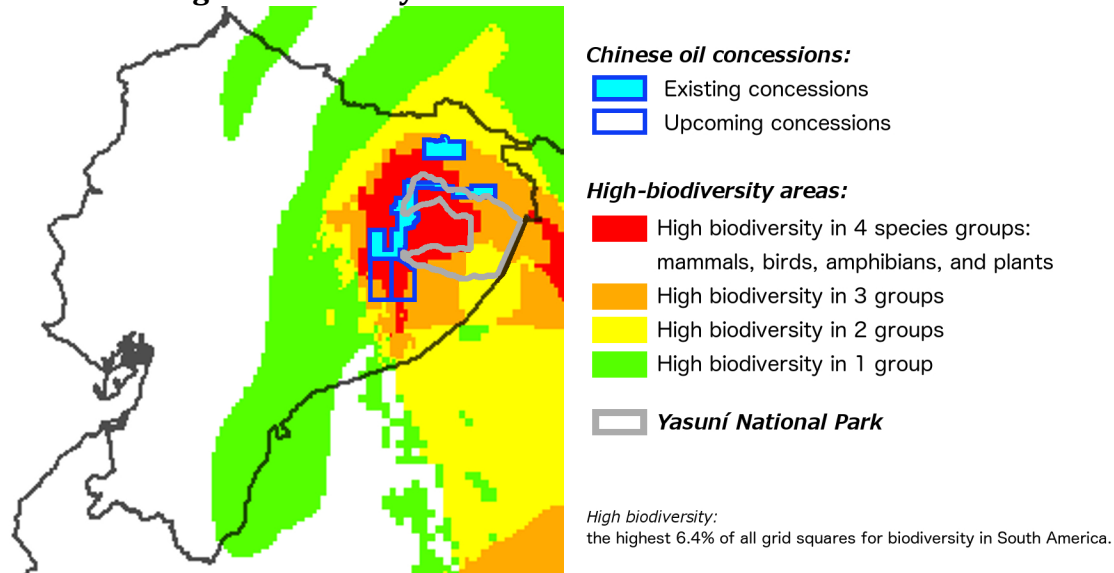 Chinese oil concessions:
Existing concessions
Upcoming concessions
High-biodiversity areas:
High biodiversity in 4 species groups:
mammals, birds, amphibians, and plants
High biodiversity in 3 groups
High biodiversity in 2 groups
High biodiversity in 1 group
Yasuní National Park
High biodiversity:
the highest 6.4% of all grid squares for biodiversity in South America.